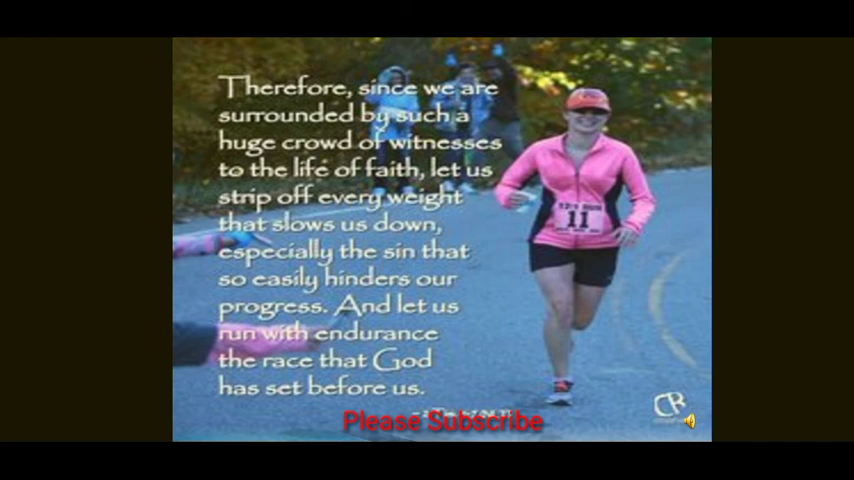 Therefore, since we are
surrounded by such a
huge crowd of witnesses
to the life of faith, let us
strip off every weight
that slows us down,
especially the sin that
so easily hinders our
progress. And let us
run with endurance
the race that God
has set before us.
Please Subscribe
11
CR